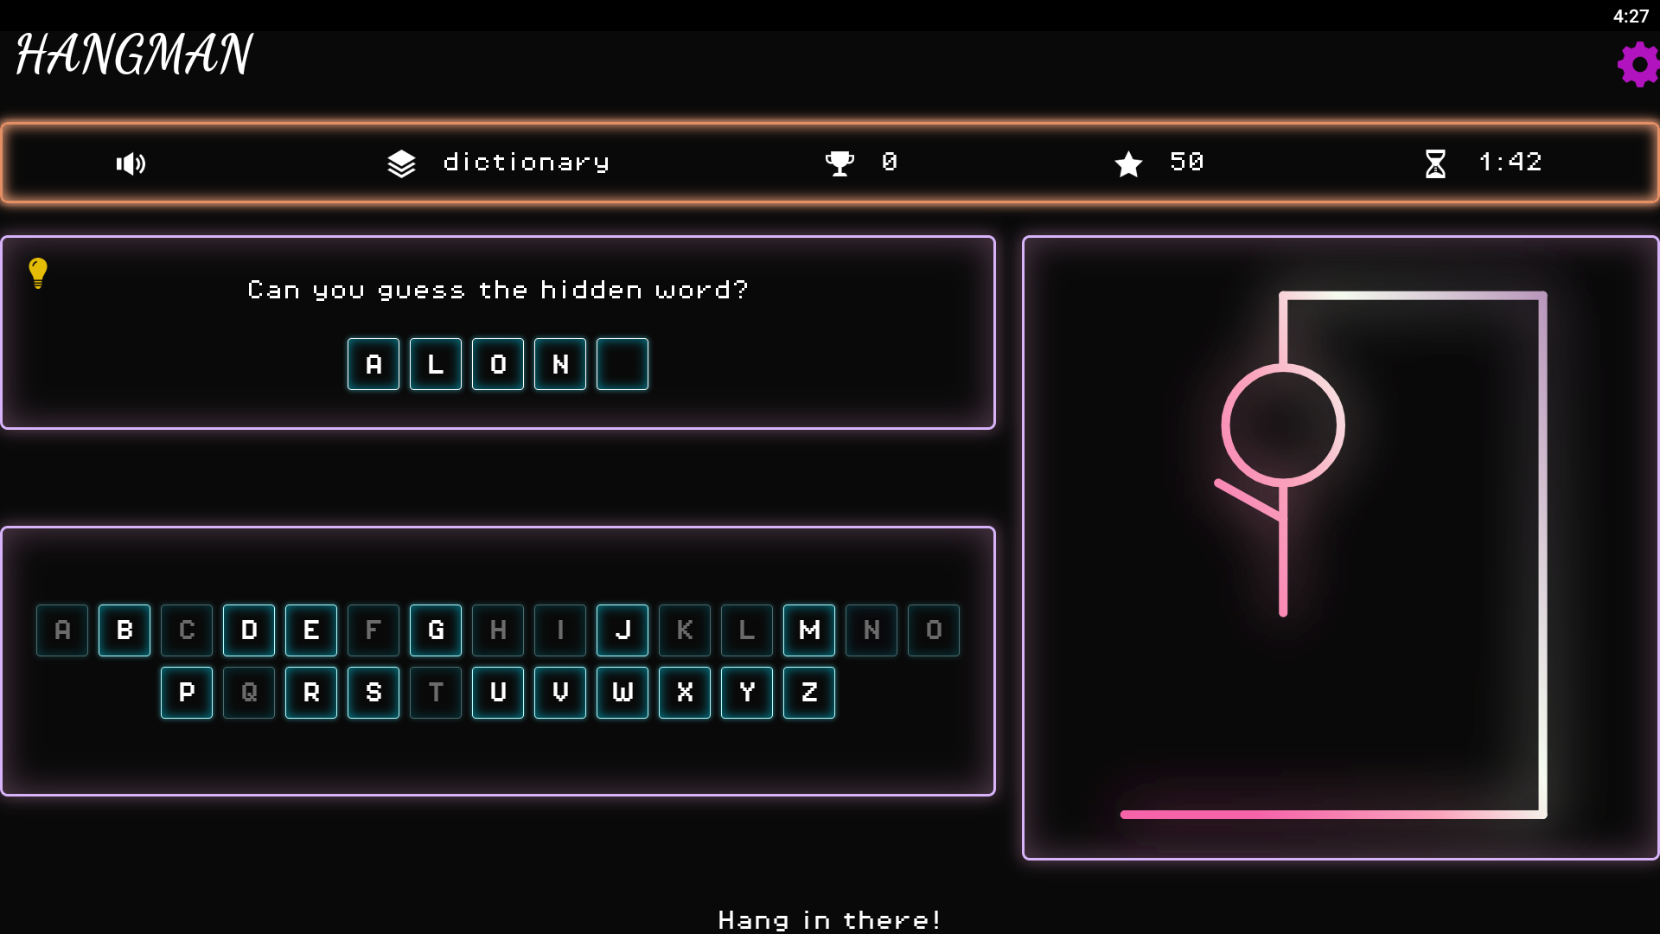 4:27
HANGMAN
dictionary 0 50 1:42
Can you guess the hidden word?
A L O N
A B C D E F G H I J K L M N O
P Q R S T U V W X Y Z
Hang in there!